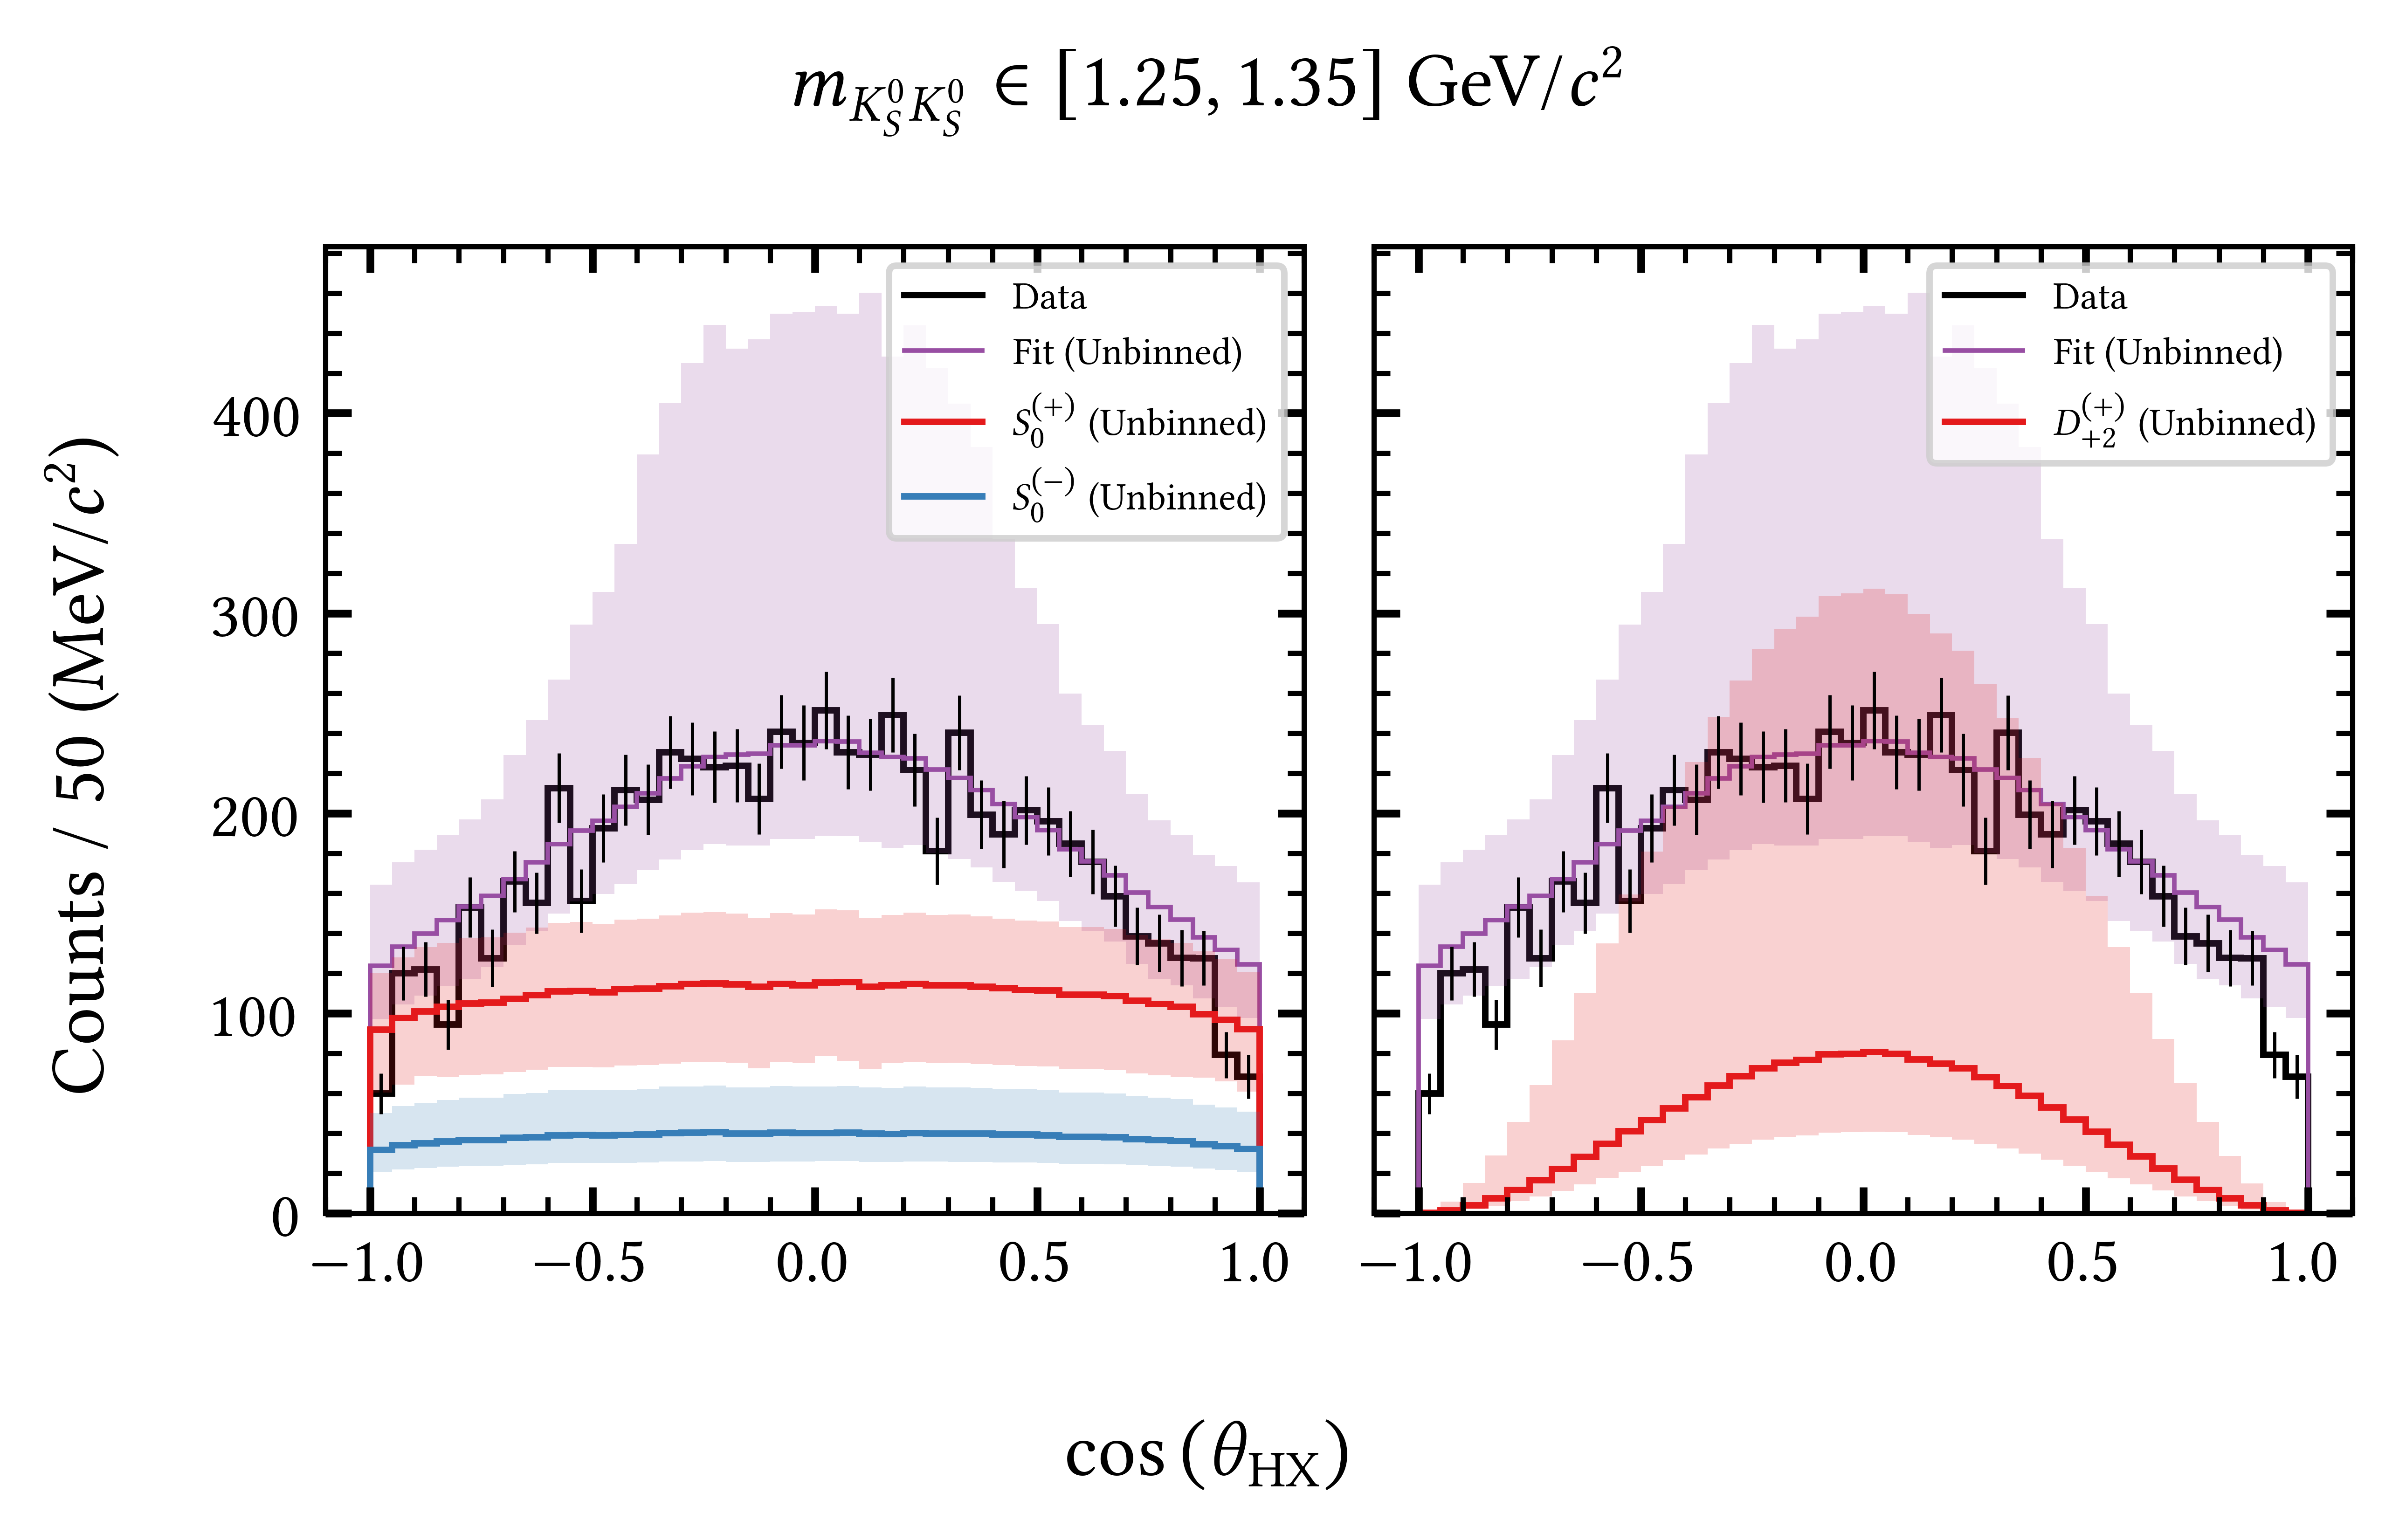 m_{K_S^0 K_S^0} ∈ [1.25, 1.35] GeV/c²
Counts / 50 (MeV/c²)
400
300
200
100
0
Data
Fit (Unbinned)
S_0^{(+)} (Unbinned)
S_0^{(−)} (Unbinned)
Data
Fit (Unbinned)
D_{+2}^{(+)} (Unbinned)
−1.0 −0.5 0.0 0.5 1.0
−1.0 −0.5 0.0 0.5 1.0
cos (θ_{HX})